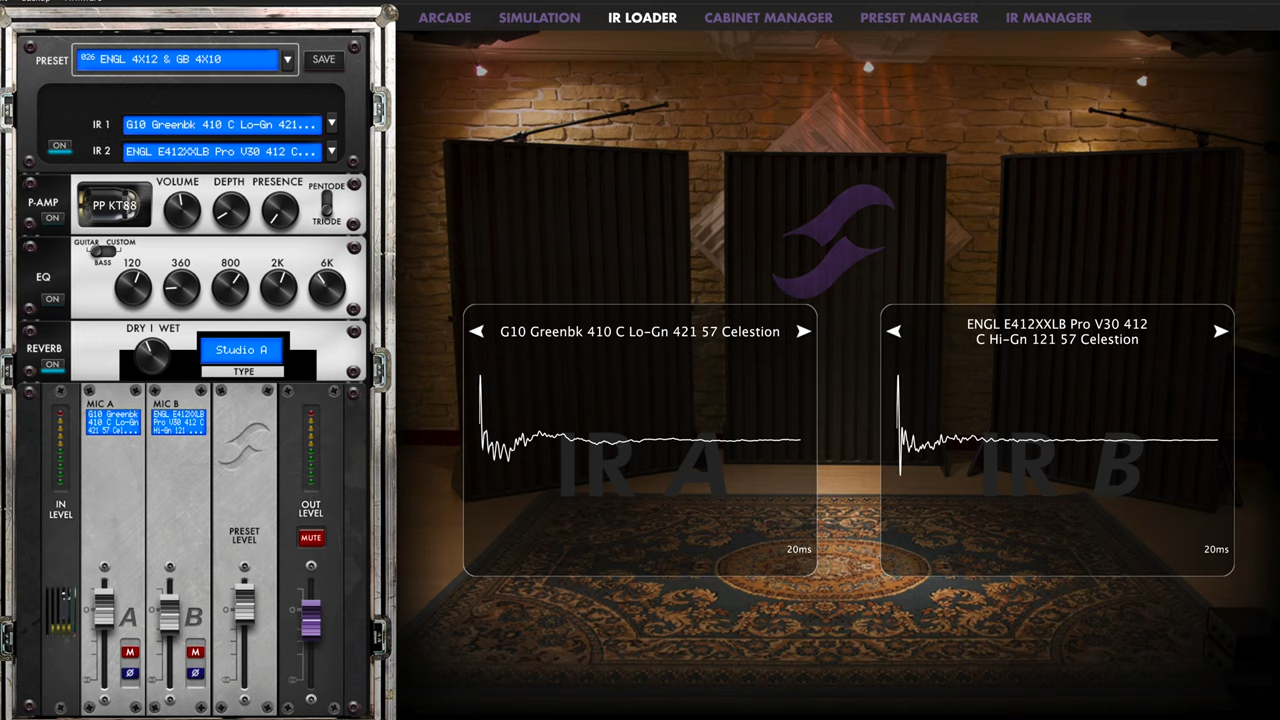 ARCADE SIMULATION IR LOADER CABINET MANAGER PRESET MANAGER IR MANAGER
PRESET 026 ENGL 4X12 & GB 4X10 SAVE
IR 1 G10 Greenbk 410 C Lo-Gn 421...
ON IR 2 ENGL E412XXLB Pro V30 412 C...
VOLUME DEPTH PRESENCE PENTODE
P-AMP PP KT88
ON TRIODE
GUITAR CUSTOM
BASS
120 360 800 2K 6K
EQ
ON
DRY | WET
REVERB Studio A
ON
TYPE
MIC A MIC B
G10 Greenbk
410 C Lo-Gn
421 57 Cel...
ENGL E412XXL
Pro V30 412 C
Hi-Gn 121 ...
IN
LEVEL
OUT
LEVEL
PRESET
LEVEL
MUTE
A B
M M
Ø Ø
G10 Greenbk 410 C Lo-Gn 421 57 Celestion
IR A
20ms
ENGL E412XXLB Pro V30 412
C Hi-Gn 121 57 Celestion
IR B
20ms